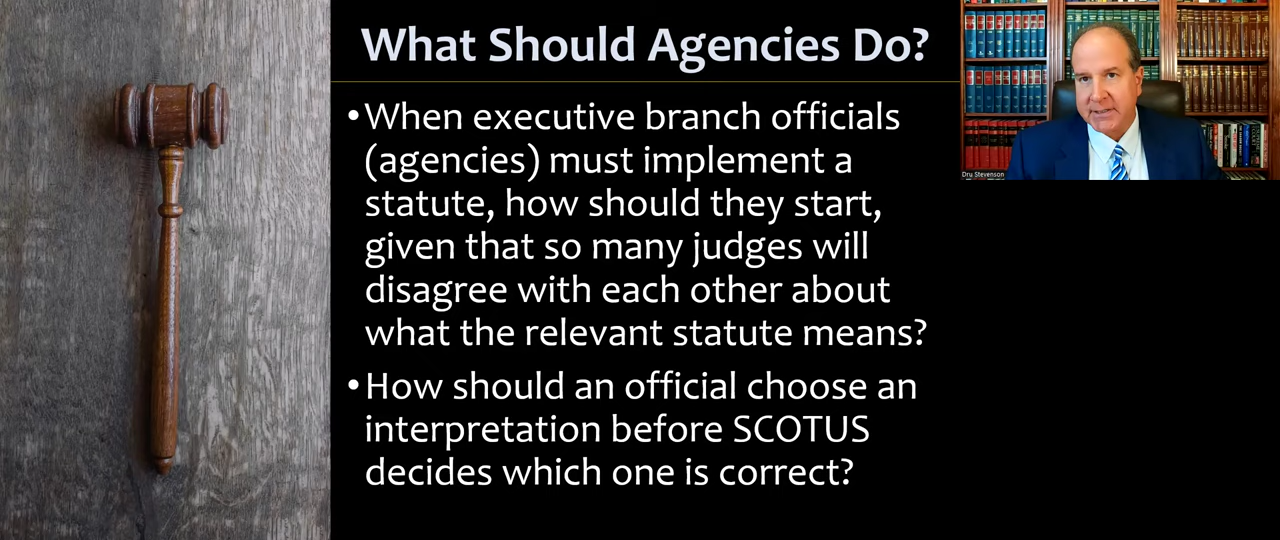 What Should Agencies Do?
•When executive branch officials
(agencies) must implement a
statute, how should they start,
given that so many judges will
disagree with each other about
what the relevant statute means?
•How should an official choose an
interpretation before SCOTUS
decides which one is correct?
Dru Stevenson